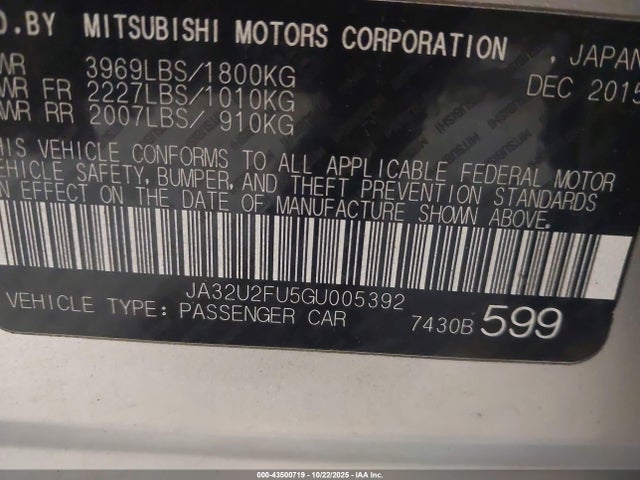 D.BY MITSUBISHI MOTORS CORPORATION , JAPAN
WR 3969LBS/1800KG DEC 2015
WR FR 2227LBS/1010KG
WR RR 2007LBS/ 910KG
HIS VEHICLE CONFORMS TO ALL APPLICABLE FEDERAL MOTOR
EHICLE SAFETY, BUMPER, AND THEFT PREVENTION STANDARDS
N EFFECT ON THE DATE OF MANUFACTURE SHOWN ABOVE.
JA32U2FU5GU005392
VEHICLE TYPE: PASSENGER CAR 7430B 599
000-43500719 | 10/22/2025 | IAA Inc.